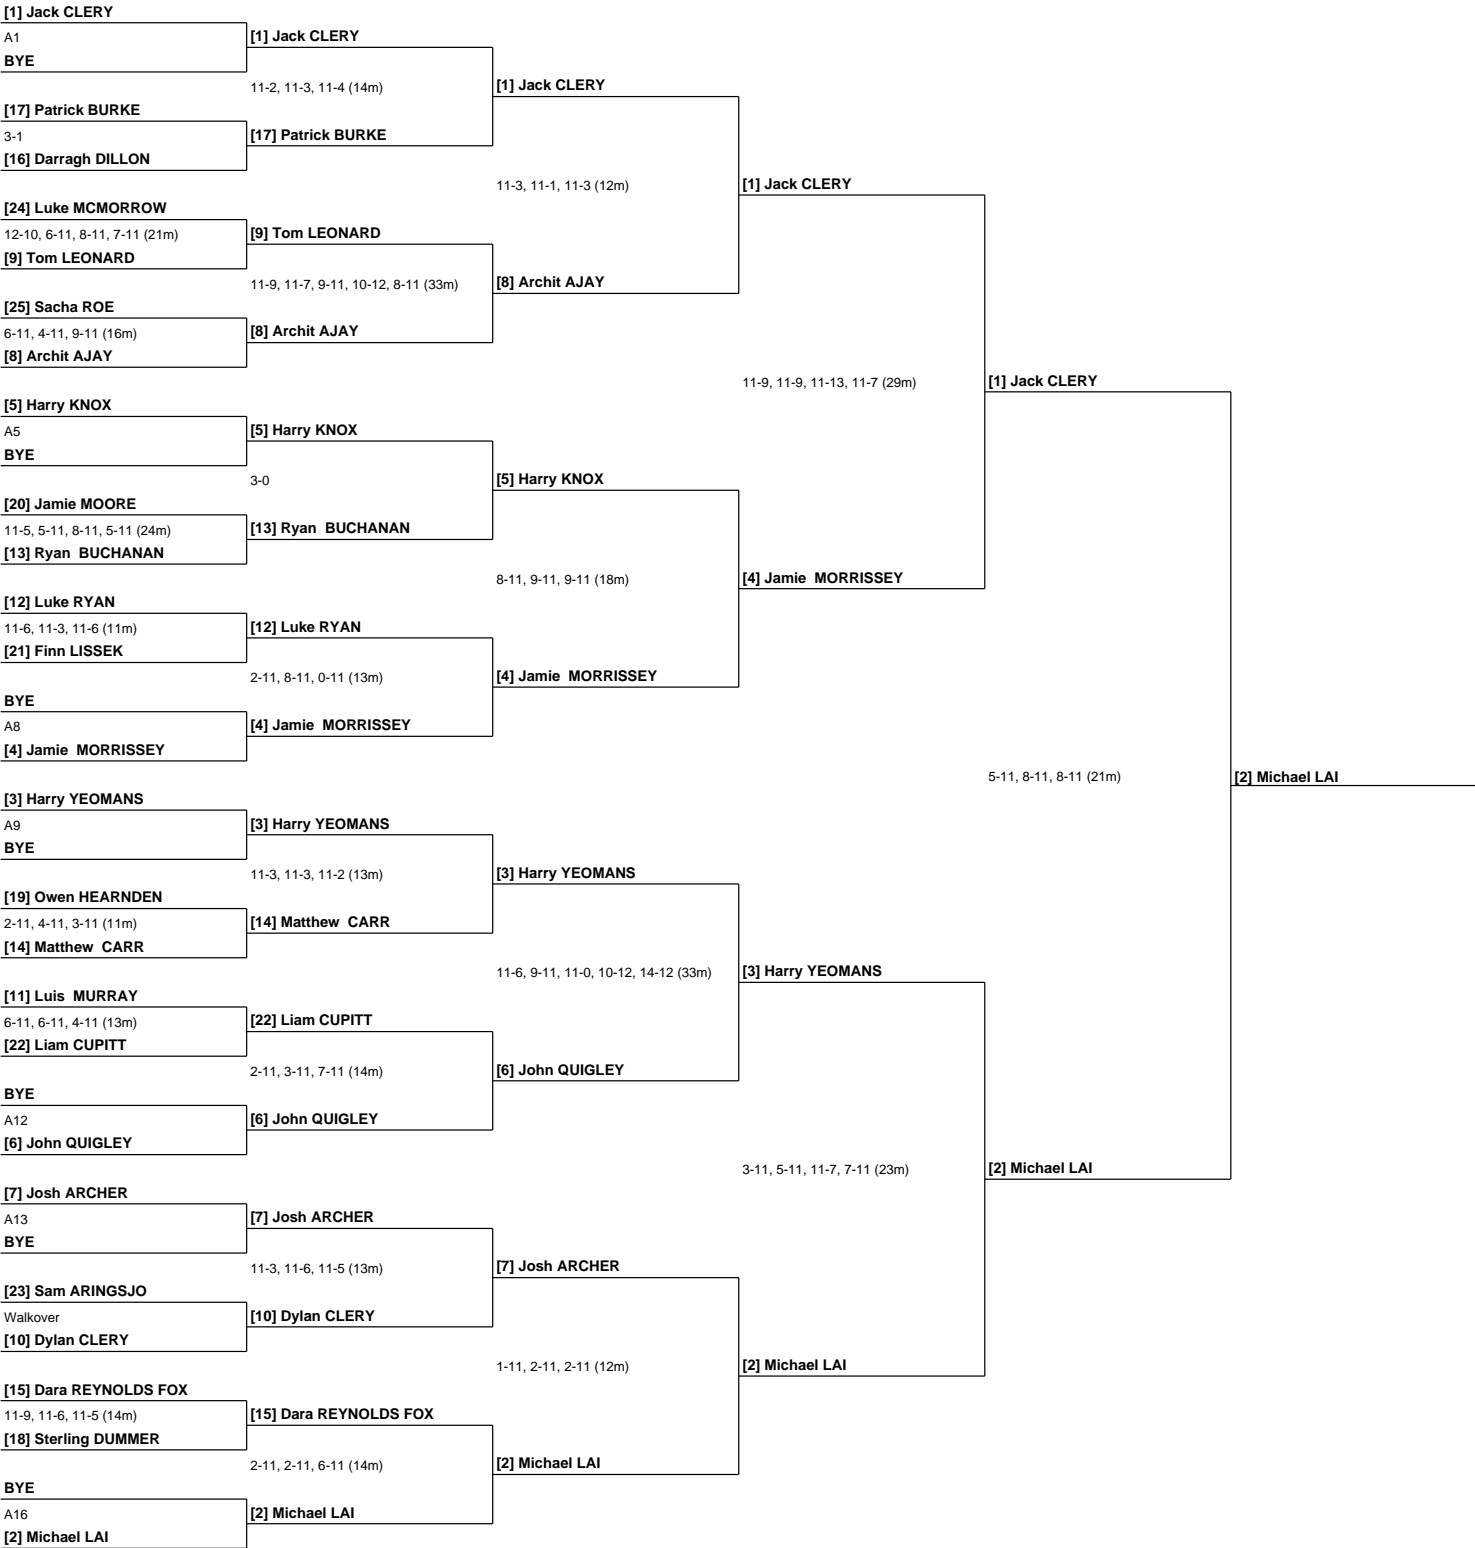 [1] Jack CLERY
A1
BYE
[17] Patrick BURKE
3-1
[16] Darragh DILLON
[24] Luke MCMORROW
12-10, 6-11, 8-11, 7-11 (21m)
[9] Tom LEONARD
[25] Sacha ROE
6-11, 4-11, 9-11 (16m)
[8] Archit AJAY
[5] Harry KNOX
A5
BYE
[20] Jamie MOORE
11-5, 5-11, 8-11, 5-11 (24m)
[13] Ryan  BUCHANAN
[12] Luke RYAN
11-6, 11-3, 11-6 (11m)
[21] Finn LISSEK
BYE
A8
[4] Jamie  MORRISSEY
[3] Harry YEOMANS
A9
BYE
[19] Owen HEARNDEN
2-11, 4-11, 3-11 (11m)
[14] Matthew  CARR
[11] Luis  MURRAY
6-11, 6-11, 4-11 (13m)
[22] Liam CUPITT
BYE
A12
[6] John QUIGLEY
[7] Josh ARCHER
A13
BYE
[23] Sam ARINGSJO
Walkover
[10] Dylan CLERY
[15] Dara REYNOLDS FOX
11-9, 11-6, 11-5 (14m)
[18] Sterling DUMMER
BYE
A16
[2] Michael LAI
[1] Jack CLERY
11-2, 11-3, 11-4 (14m)
[17] Patrick BURKE
[9] Tom LEONARD
11-9, 11-7, 9-11, 10-12, 8-11 (33m)
[8] Archit AJAY
[5] Harry KNOX
3-0
[13] Ryan  BUCHANAN
[12] Luke RYAN
2-11, 8-11, 0-11 (13m)
[4] Jamie  MORRISSEY
[3] Harry YEOMANS
11-3, 11-3, 11-2 (13m)
[14] Matthew  CARR
[22] Liam CUPITT
2-11, 3-11, 7-11 (14m)
[6] John QUIGLEY
[7] Josh ARCHER
11-3, 11-6, 11-5 (13m)
[10] Dylan CLERY
[15] Dara REYNOLDS FOX
2-11, 2-11, 6-11 (14m)
[2] Michael LAI
[1] Jack CLERY
11-3, 11-1, 11-3 (12m)
[8] Archit AJAY
[5] Harry KNOX
8-11, 9-11, 9-11 (18m)
[4] Jamie  MORRISSEY
[3] Harry YEOMANS
11-6, 9-11, 11-0, 10-12, 14-12 (33m)
[6] John QUIGLEY
[7] Josh ARCHER
1-11, 2-11, 2-11 (12m)
[2] Michael LAI
[1] Jack CLERY
11-9, 11-9, 11-13, 11-7 (29m)
[4] Jamie  MORRISSEY
[3] Harry YEOMANS
3-11, 5-11, 11-7, 7-11 (23m)
[2] Michael LAI
[1] Jack CLERY
5-11, 8-11, 8-11 (21m)
[2] Michael LAI
[2] Michael LAI